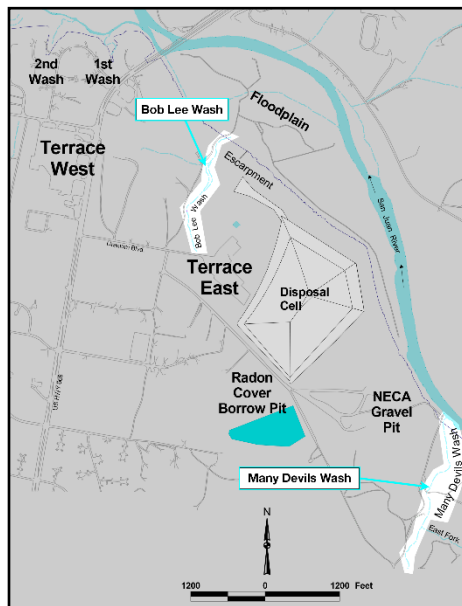 2nd
Wash
1st
Wash
Bob Lee Wash
Floodplain
Terrace
West
Escarpment
Bob Lee Wash
San Juan River
Terrace
East
Disposal
Cell
Radon
Cover
Borrow Pit
NECA
Gravel
Pit
Many Devils Wash
Many Devils Wash
East Fork
N
1200
0
1200 Feet